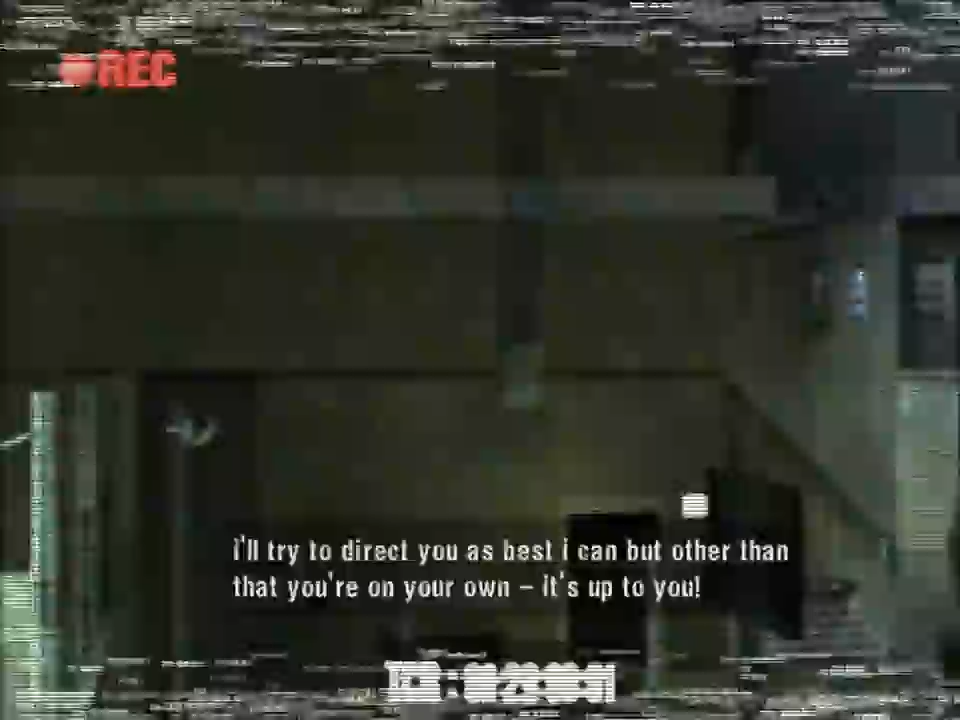 REC
i'll try to direct you as best i can but other than
that you're on your own – it's up to you!